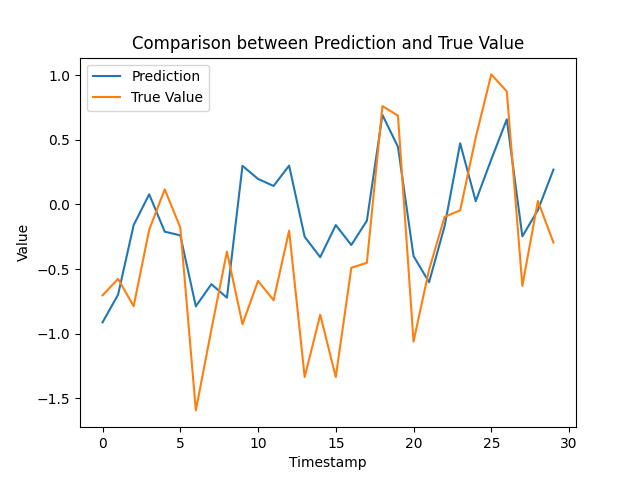 Comparison between Prediction and True Value
Prediction
True Value
Value
1.0
0.5
0.0
−0.5
−1.0
−1.5
0 5 10 15 20 25 30
Timestamp